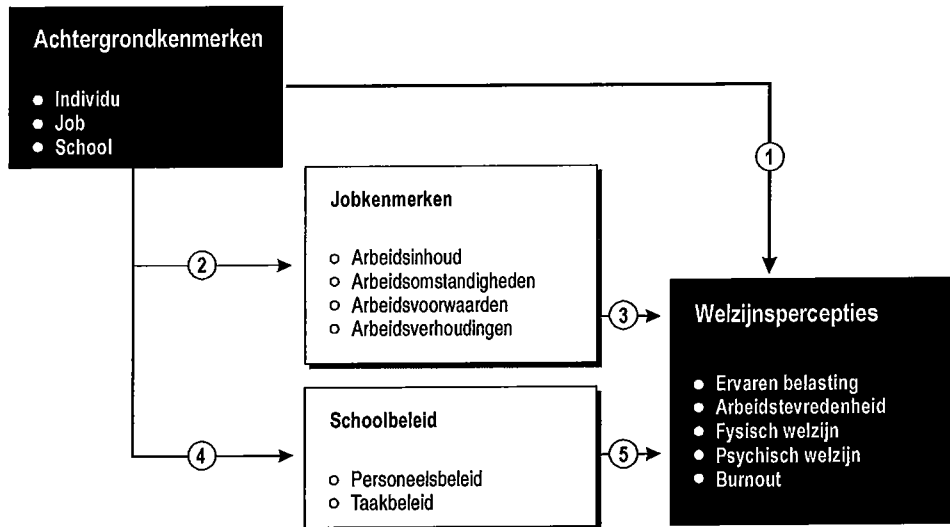 Achtergrondkenmerken
● Individu
● Job
● School
1
Jobkenmerken
○ Arbeidsinhoud
○ Arbeidsomstandigheden
○ Arbeidsvoorwaarden
○ Arbeidsverhoudingen
2
3
Welzijnspercepties
● Ervaren belasting
● Arbeidstevredenheid
● Fysisch welzijn
● Psychisch welzijn
● Burnout
Schoolbeleid
○ Personeelsbeleid
○ Taakbeleid
4
5